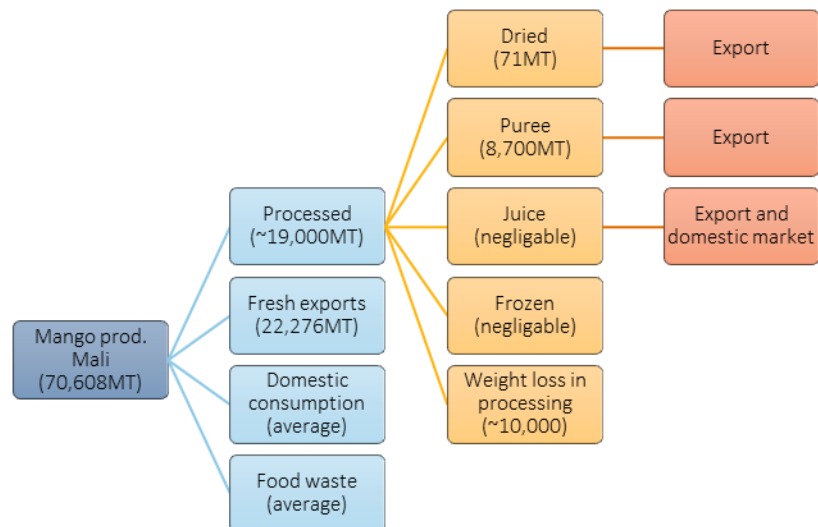 Mango prod.
Mali
(70,608MT)
Processed
(~19,000MT)
Fresh exports
(22,276MT)
Domestic
consumption
(average)
Food waste
(average)
Dried
(71MT)
Puree
(8,700MT)
Juice
(negligable)
Frozen
(negligable)
Weight loss in
processing
(~10,000)
Export
Export
Export and
domestic market